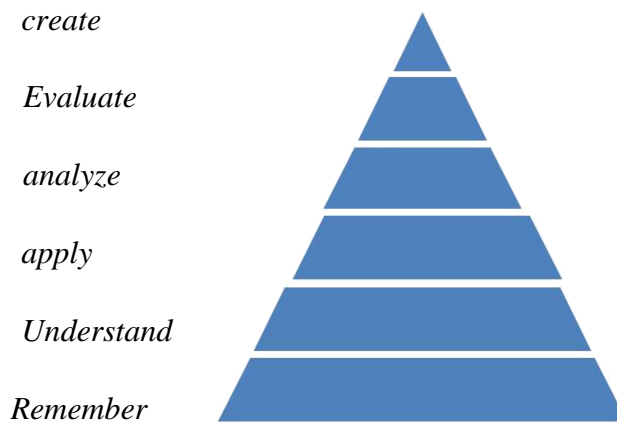 create
Evaluate
analyze
apply
Understand
Remember